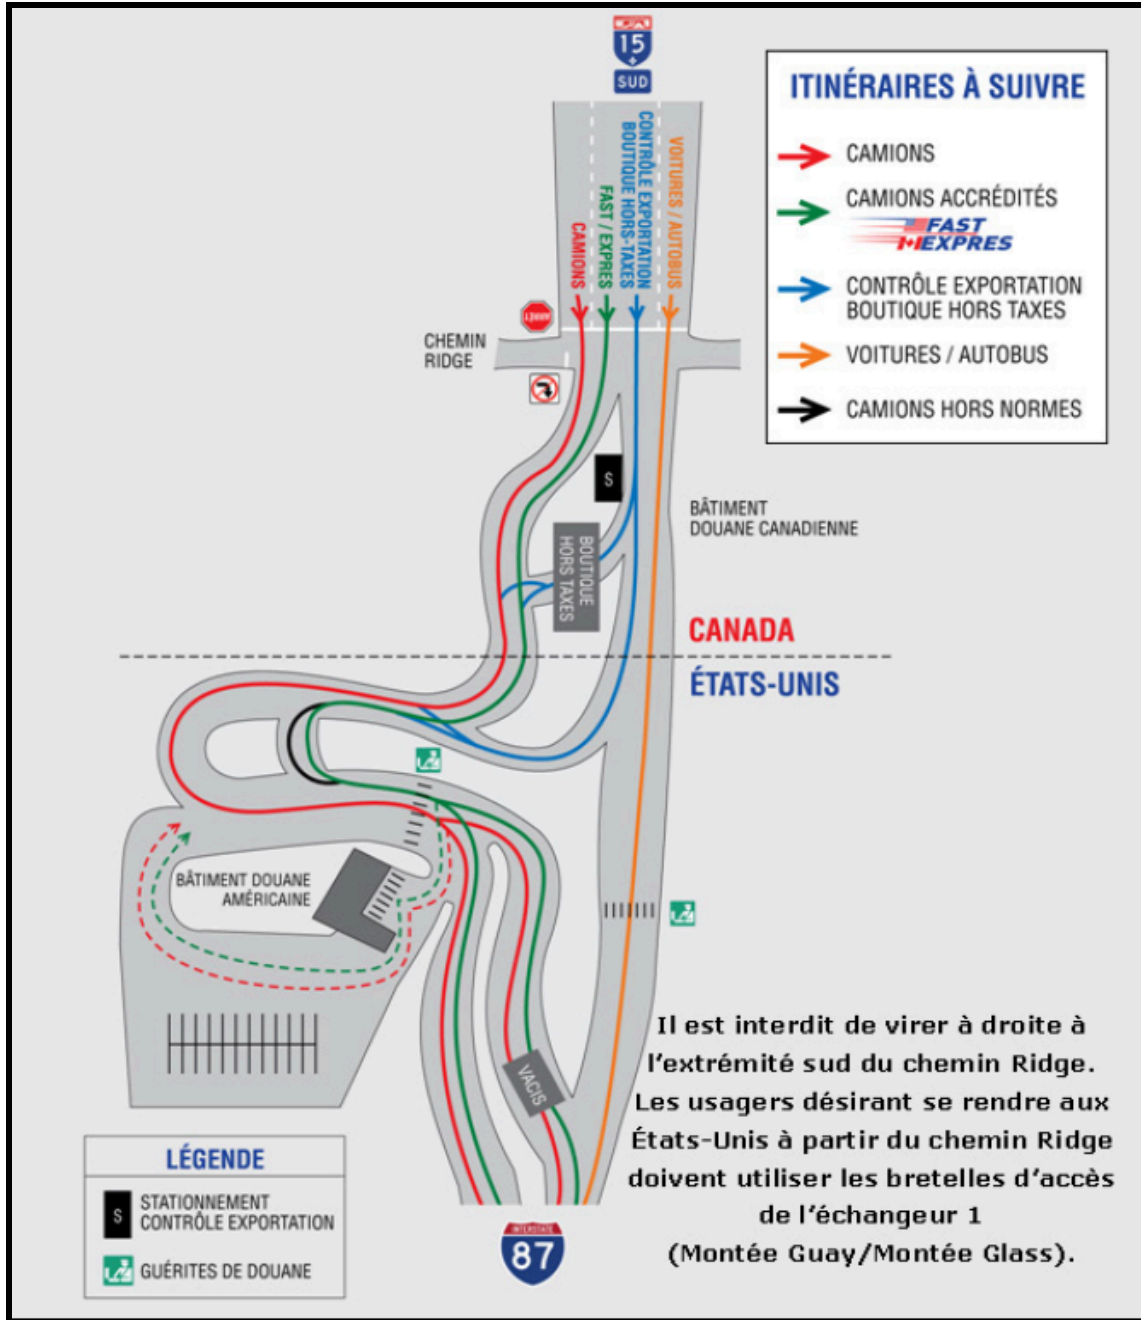 15
SUD
ITINÉRAIRES À SUIVRE
CAMIONS
CAMIONS ACCRÉDITÉS
FAST
EXPRES
CONTRÔLE EXPORTATION
BOUTIQUE HORS TAXES
VOITURES / AUTOBUS
CAMIONS HORS NORMES
CAMIONS
FAST / EXPRES
CONTRÔLE EXPORTATION
BOUTIQUE HORS-TAXES
VOITURES / AUTOBUS
ARRÊT
CHEMIN
RIDGE
S
BÂTIMENT
DOUANE CANADIENNE
BOUTIQUE
HORS TAXES
CANADA
ÉTATS-UNIS
BÂTIMENT DOUANE
AMÉRICAINE
VACIS
Il est interdit de virer à droite à
l'extrémité sud du chemin Ridge.
Les usagers désirant se rendre aux
États-Unis à partir du chemin Ridge
doivent utiliser les bretelles d'accès
de l'échangeur 1
(Montée Guay/Montée Glass).
LÉGENDE
S
STATIONNEMENT
CONTRÔLE EXPORTATION
GUÉRITES DE DOUANE
INTERSTATE
87